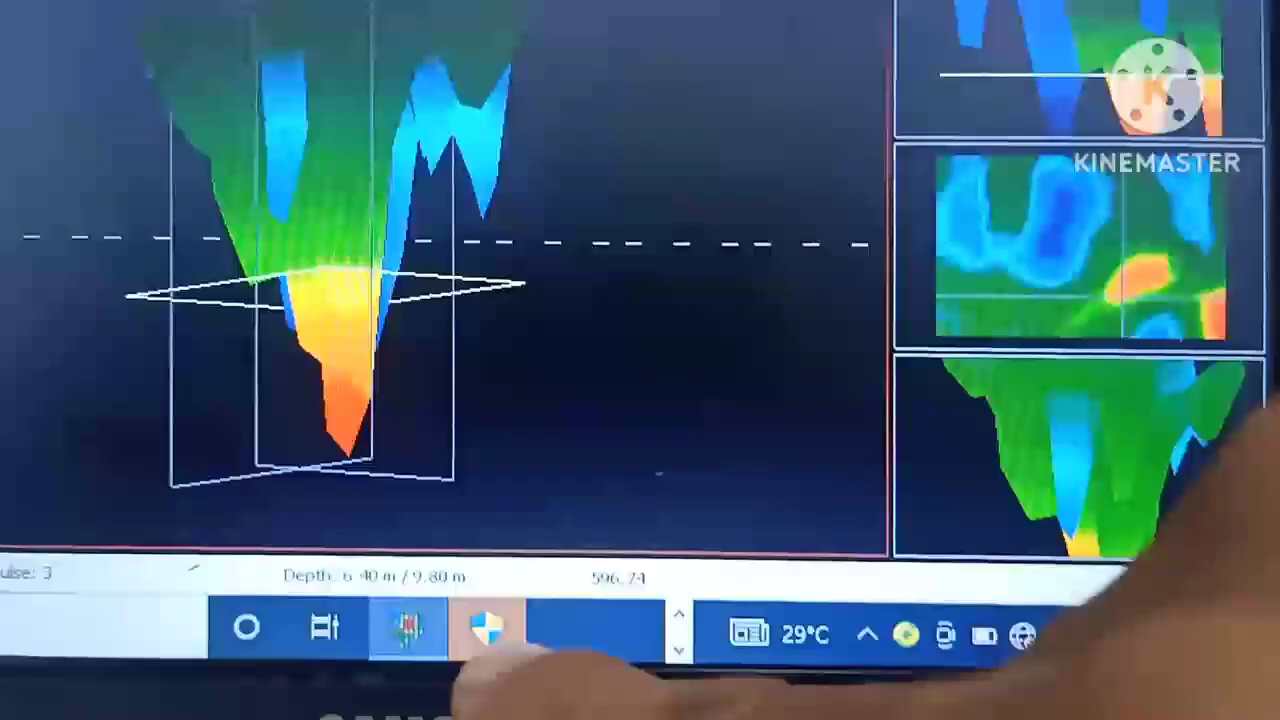 K
KINEMASTER
ulse: 3
Depth: 6.40 m / 9.80 m
596.74
29°C